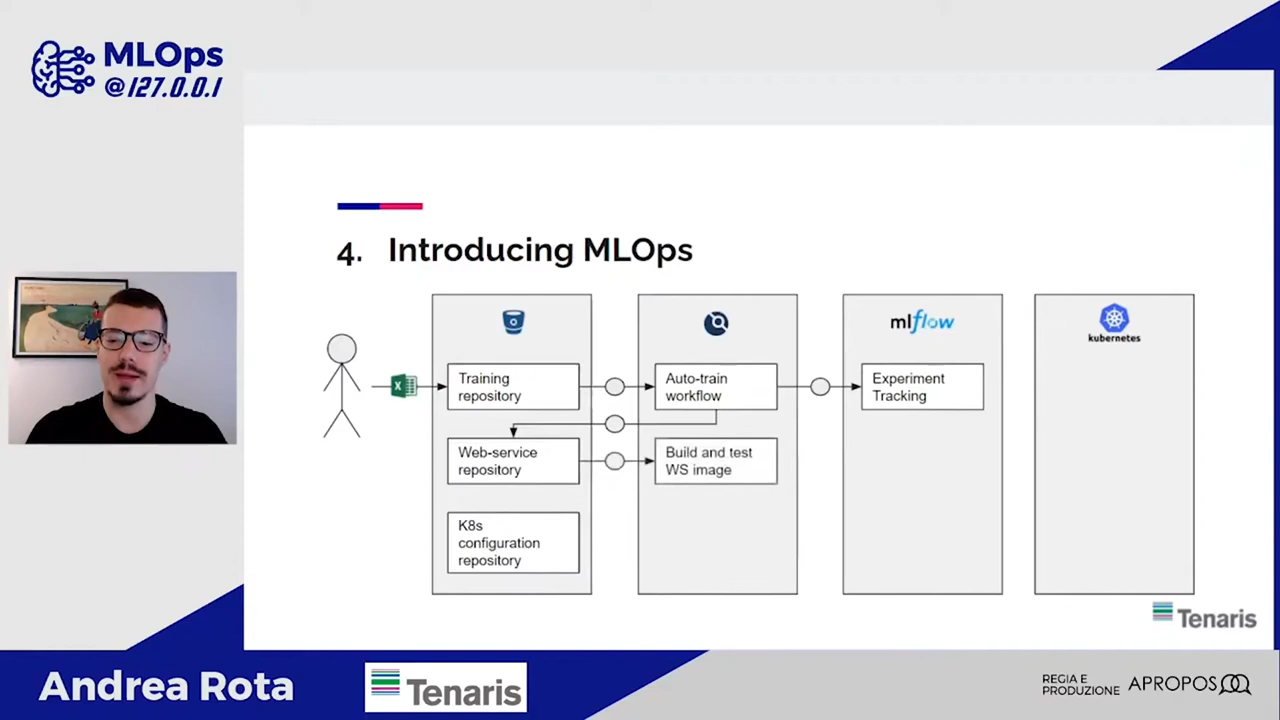 MLOps
@127.0.0.1
4. Introducing MLOps
mlflow
kubernetes
Training
repository
Auto-train
workflow
Experiment
Tracking
Web-service
repository
Build and test
WS image
K8s
configuration
repository
Tenaris
Andrea Rota
Tenaris
REGIA E
PRODUZIONE
APROPOS